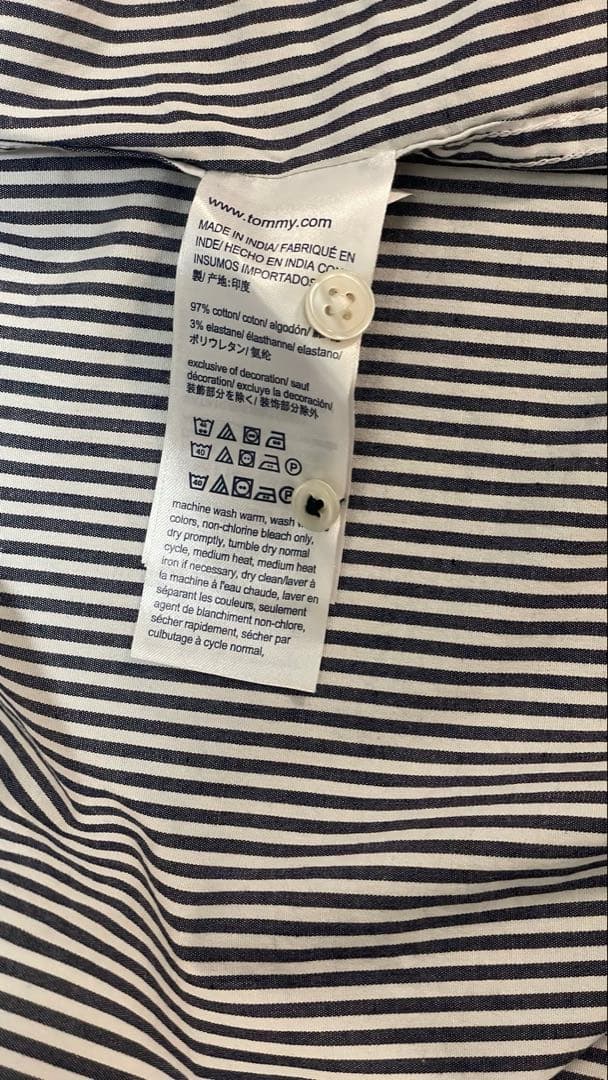 www.tommy.com
MADE IN INDIA/ FABRIQUÉ EN
INDE/ HECHO EN INDIA CON
INSUMOS IMPORTADOS/
製/ 产地:印度
97% cotton/ coton/ algodón/
3% elastane/ élasthanne/ elastano/
ポリウレタン/ 氨纶
exclusive of decoration/ sauf
décoration/ excluye la decoración/
装飾部分を除く/ 装饰部分除外
40
40 P
40 P
machine wash warm, wash
colors, non-chlorine bleach only,
dry promptly, tumble dry normal
cycle, medium heat, medium heat
iron if necessary, dry clean/laver à
la machine à l'eau chaude, laver en
séparant les couleurs, seulement
agent de blanchiment non-chlore,
sécher rapidement, sécher par
culbutage à cycle normal,